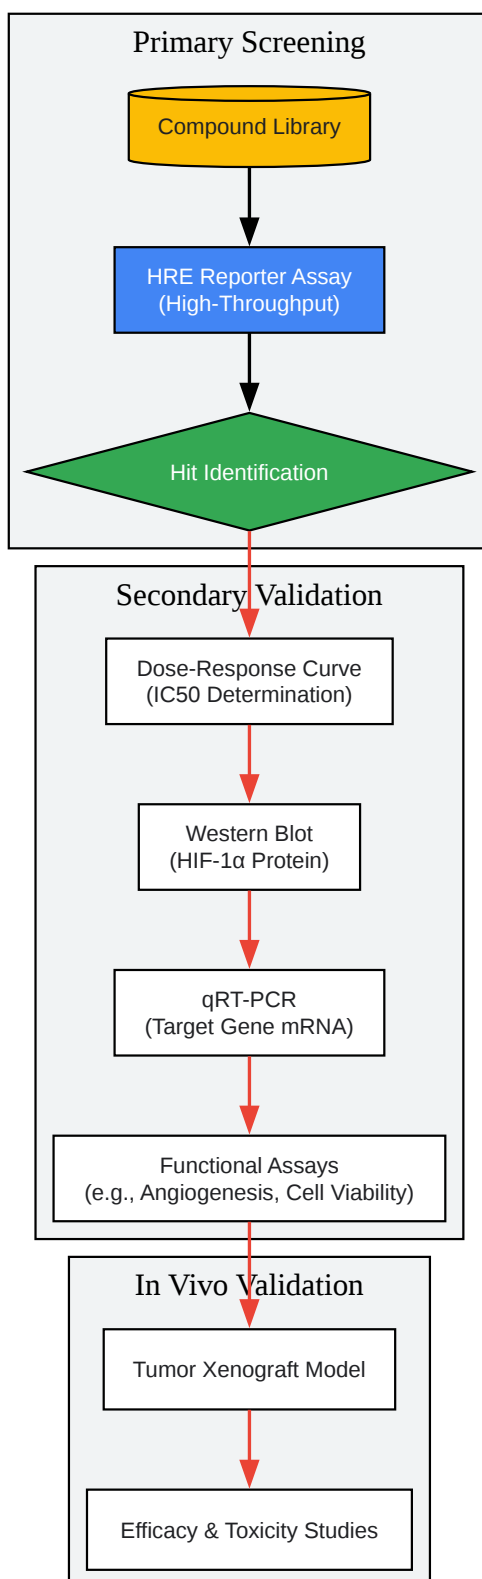 Primary Screening
Compound Library
HRE Reporter Assay
(High-Throughput)
Hit Identification
Secondary Validation
Dose-Response Curve
(IC50 Determination)
Western Blot
(HIF-1α Protein)
qRT-PCR
(Target Gene mRNA)
Functional Assays
(e.g., Angiogenesis, Cell Viability)
In Vivo Validation
Tumor Xenograft Model
Efficacy & Toxicity Studies